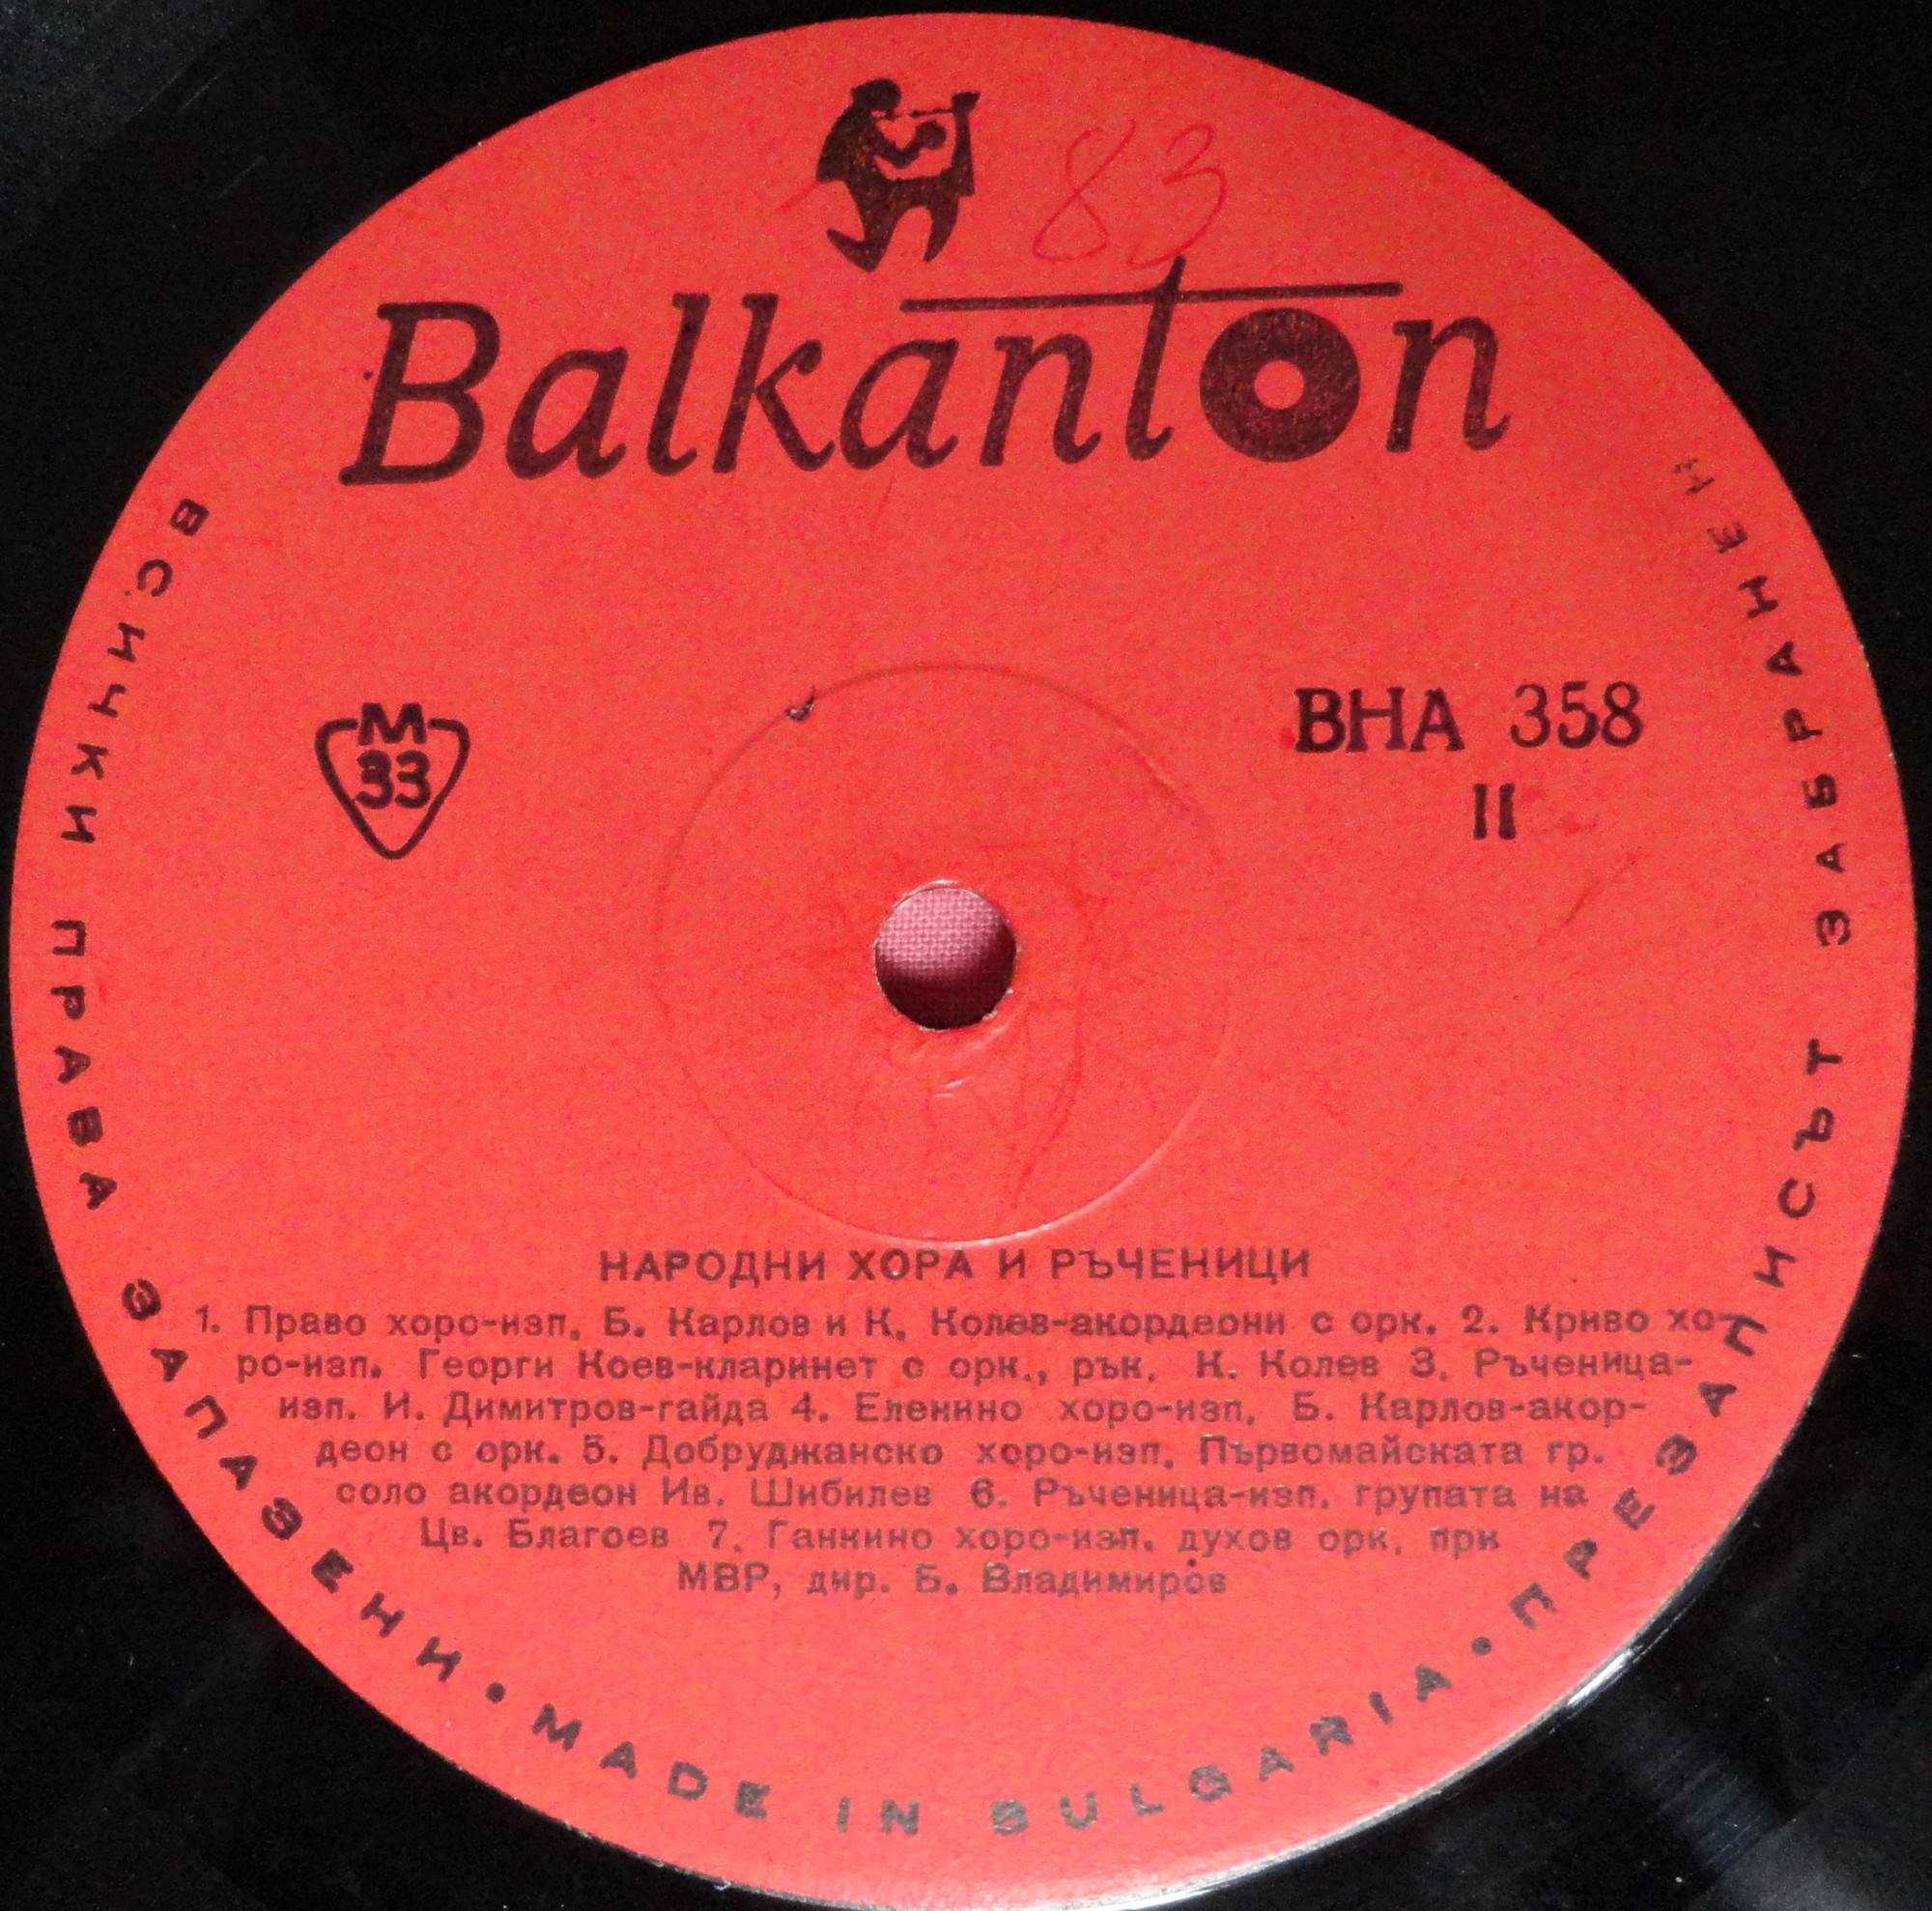 83
Balkanton
М
33
ВНА 358
II
НАРОДНИ ХОРА И РЪЧЕНИЦИ
1. Право хоро-изп. Б. Карлов и К. Колев-акордеони с орк. 2. Криво хо-
ро-изп. Георги Коев-кларинет с орк., рък. К. Колев 3. Ръченица-
изп. И. Димитров-гайда 4. Еленино хоро-изп. Б. Карлов-акор-
деон с орк. 5. Добруджанско хоро-изп. Първомайската гр.
соло акордеон Ив. Шибилев 6. Ръченица-изп. групата на
Цв. Благоев 7. Ганкино хоро-изп. духов орк. при
МВР, дир. Б. Владимиров
ВСИЧКИ ПРАВА ЗАПАЗЕНИ • MADE IN BULGARIA • ПРЕЗАПИСЪТ ЗАБРАНЕН